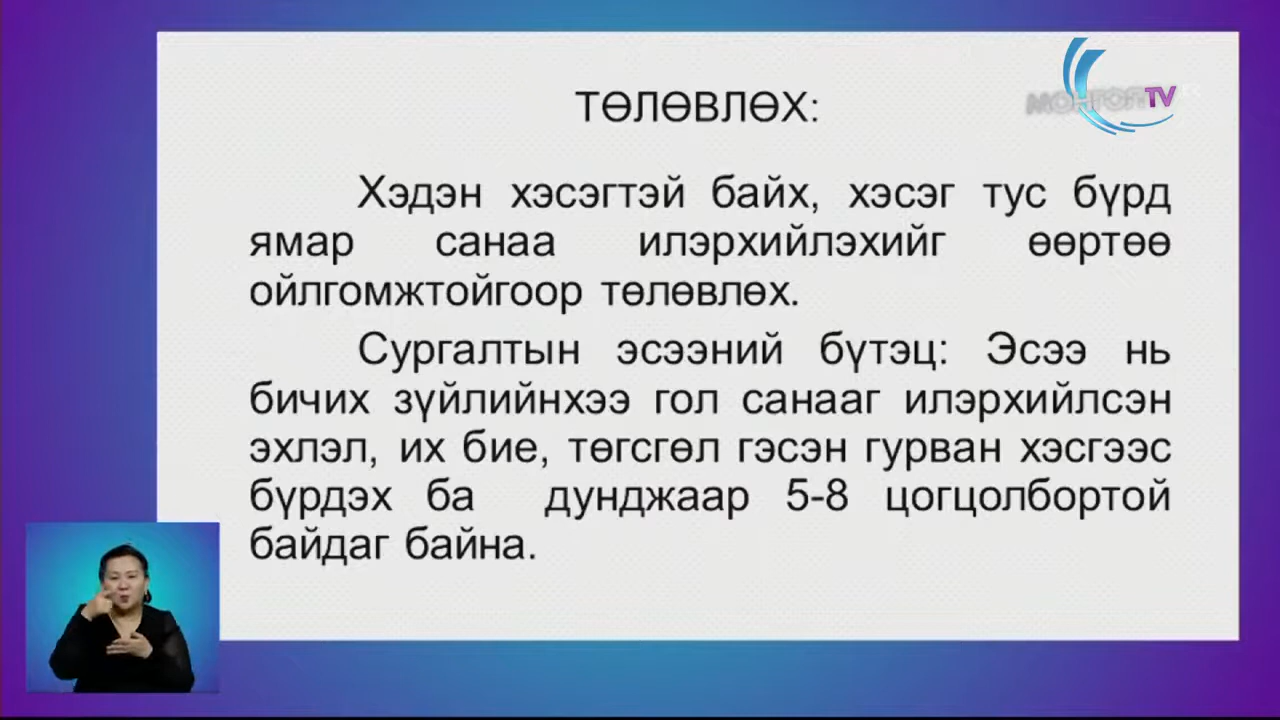 МОНГОЛ TV
ТӨЛӨВЛӨХ:
Хэдэн хэсэгтэй байх, хэсэг тус бүрд
ямар санаа илэрхийлэхийг өөртөө
ойлгомжтойгоор төлөвлөх.
Сургалтын эсээний бүтэц: Эсээ нь
бичих зүйлийнхээ гол санааг илэрхийлсэн
эхлэл, их бие, төгсгөл гэсэн гурван хэсгээс
бүрдэх ба дунджаар 5-8 цогцолбортой
байдаг байна.